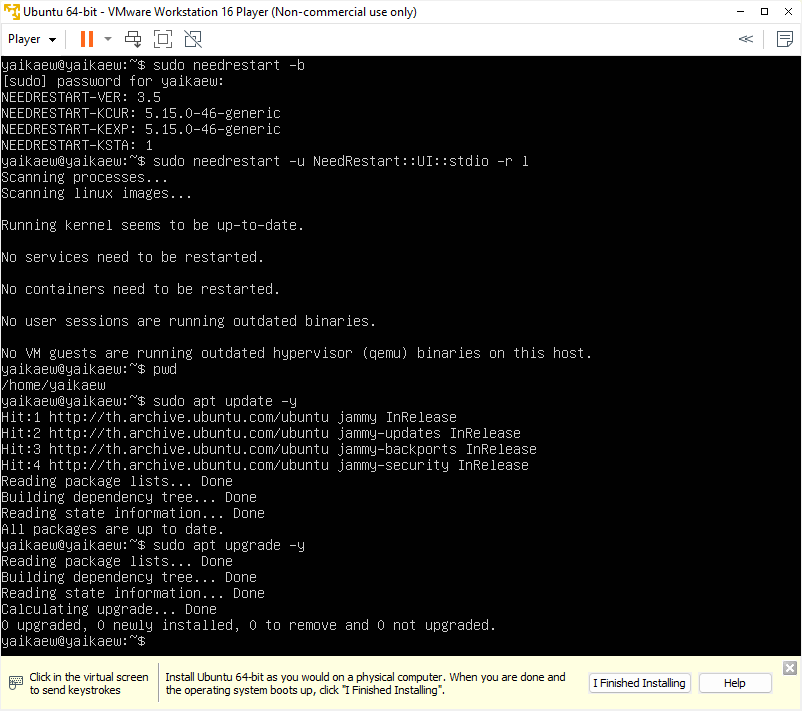 Ubuntu 64-bit - VMware Workstation 16 Player (Non-commercial use only)
Player
yaikaew@yaikaew:~$ sudo needrestart -b
[sudo] password for yaikaew:
NEEDRESTART-VER: 3.5
NEEDRESTART-KCUR: 5.15.0-46-generic
NEEDRESTART-KEXP: 5.15.0-46-generic
NEEDRESTART-KSTA: 1
yaikaew@yaikaew:~$ sudo needrestart -u NeedRestart::UI::stdio -r l
Scanning processes...
Scanning linux images...
Running kernel seems to be up-to-date.
No services need to be restarted.
No containers need to be restarted.
No user sessions are running outdated binaries.
No VM guests are running outdated hypervisor (qemu) binaries on this host.
yaikaew@yaikaew:~$ pwd
/home/yaikaew
yaikaew@yaikaew:~$ sudo apt update -y
Hit:1 http://th.archive.ubuntu.com/ubuntu jammy InRelease
Hit:2 http://th.archive.ubuntu.com/ubuntu jammy-updates InRelease
Hit:3 http://th.archive.ubuntu.com/ubuntu jammy-backports InRelease
Hit:4 http://th.archive.ubuntu.com/ubuntu jammy-security InRelease
Reading package lists... Done
Building dependency tree... Done
Reading state information... Done
All packages are up to date.
yaikaew@yaikaew:~$ sudo apt upgrade -y
Reading package lists... Done
Building dependency tree... Done
Reading state information... Done
Calculating upgrade... Done
0 upgraded, 0 newly installed, 0 to remove and 0 not upgraded.
yaikaew@yaikaew:~$
Click in the virtual screen
to send keystrokes
Install Ubuntu 64-bit as you would on a physical computer. When you are done and
the operating system boots up, click "I Finished Installing".
I Finished Installing
Help